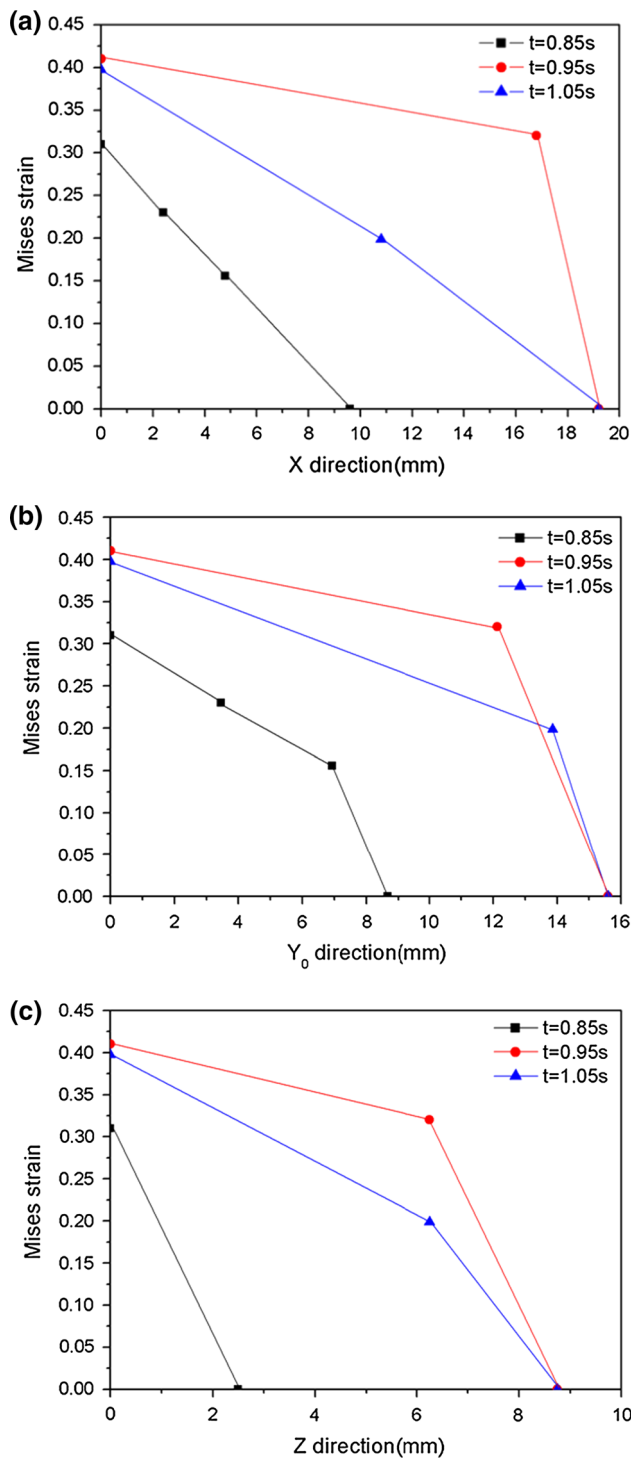 (a)
0.45
0.40
0.35
0.30
0.25
0.20
0.15
0.10
0.05
0.00
Mises strain
t=0.85s
t=0.95s
t=1.05s
0 2 4 6 8 10 12 14 16 18 20
X direction(mm)
(b)
0.45
0.40
0.35
0.30
0.25
0.20
0.15
0.10
0.05
0.00
Mises strain
t=0.85s
t=0.95s
t=1.05s
0 2 4 6 8 10 12 14 16
Y₀ direction(mm)
(c)
0.45
0.40
0.35
0.30
0.25
0.20
0.15
0.10
0.05
0.00
Mises strain
t=0.85s
t=0.95s
t=1.05s
0 2 4 6 8 10
Z direction(mm)